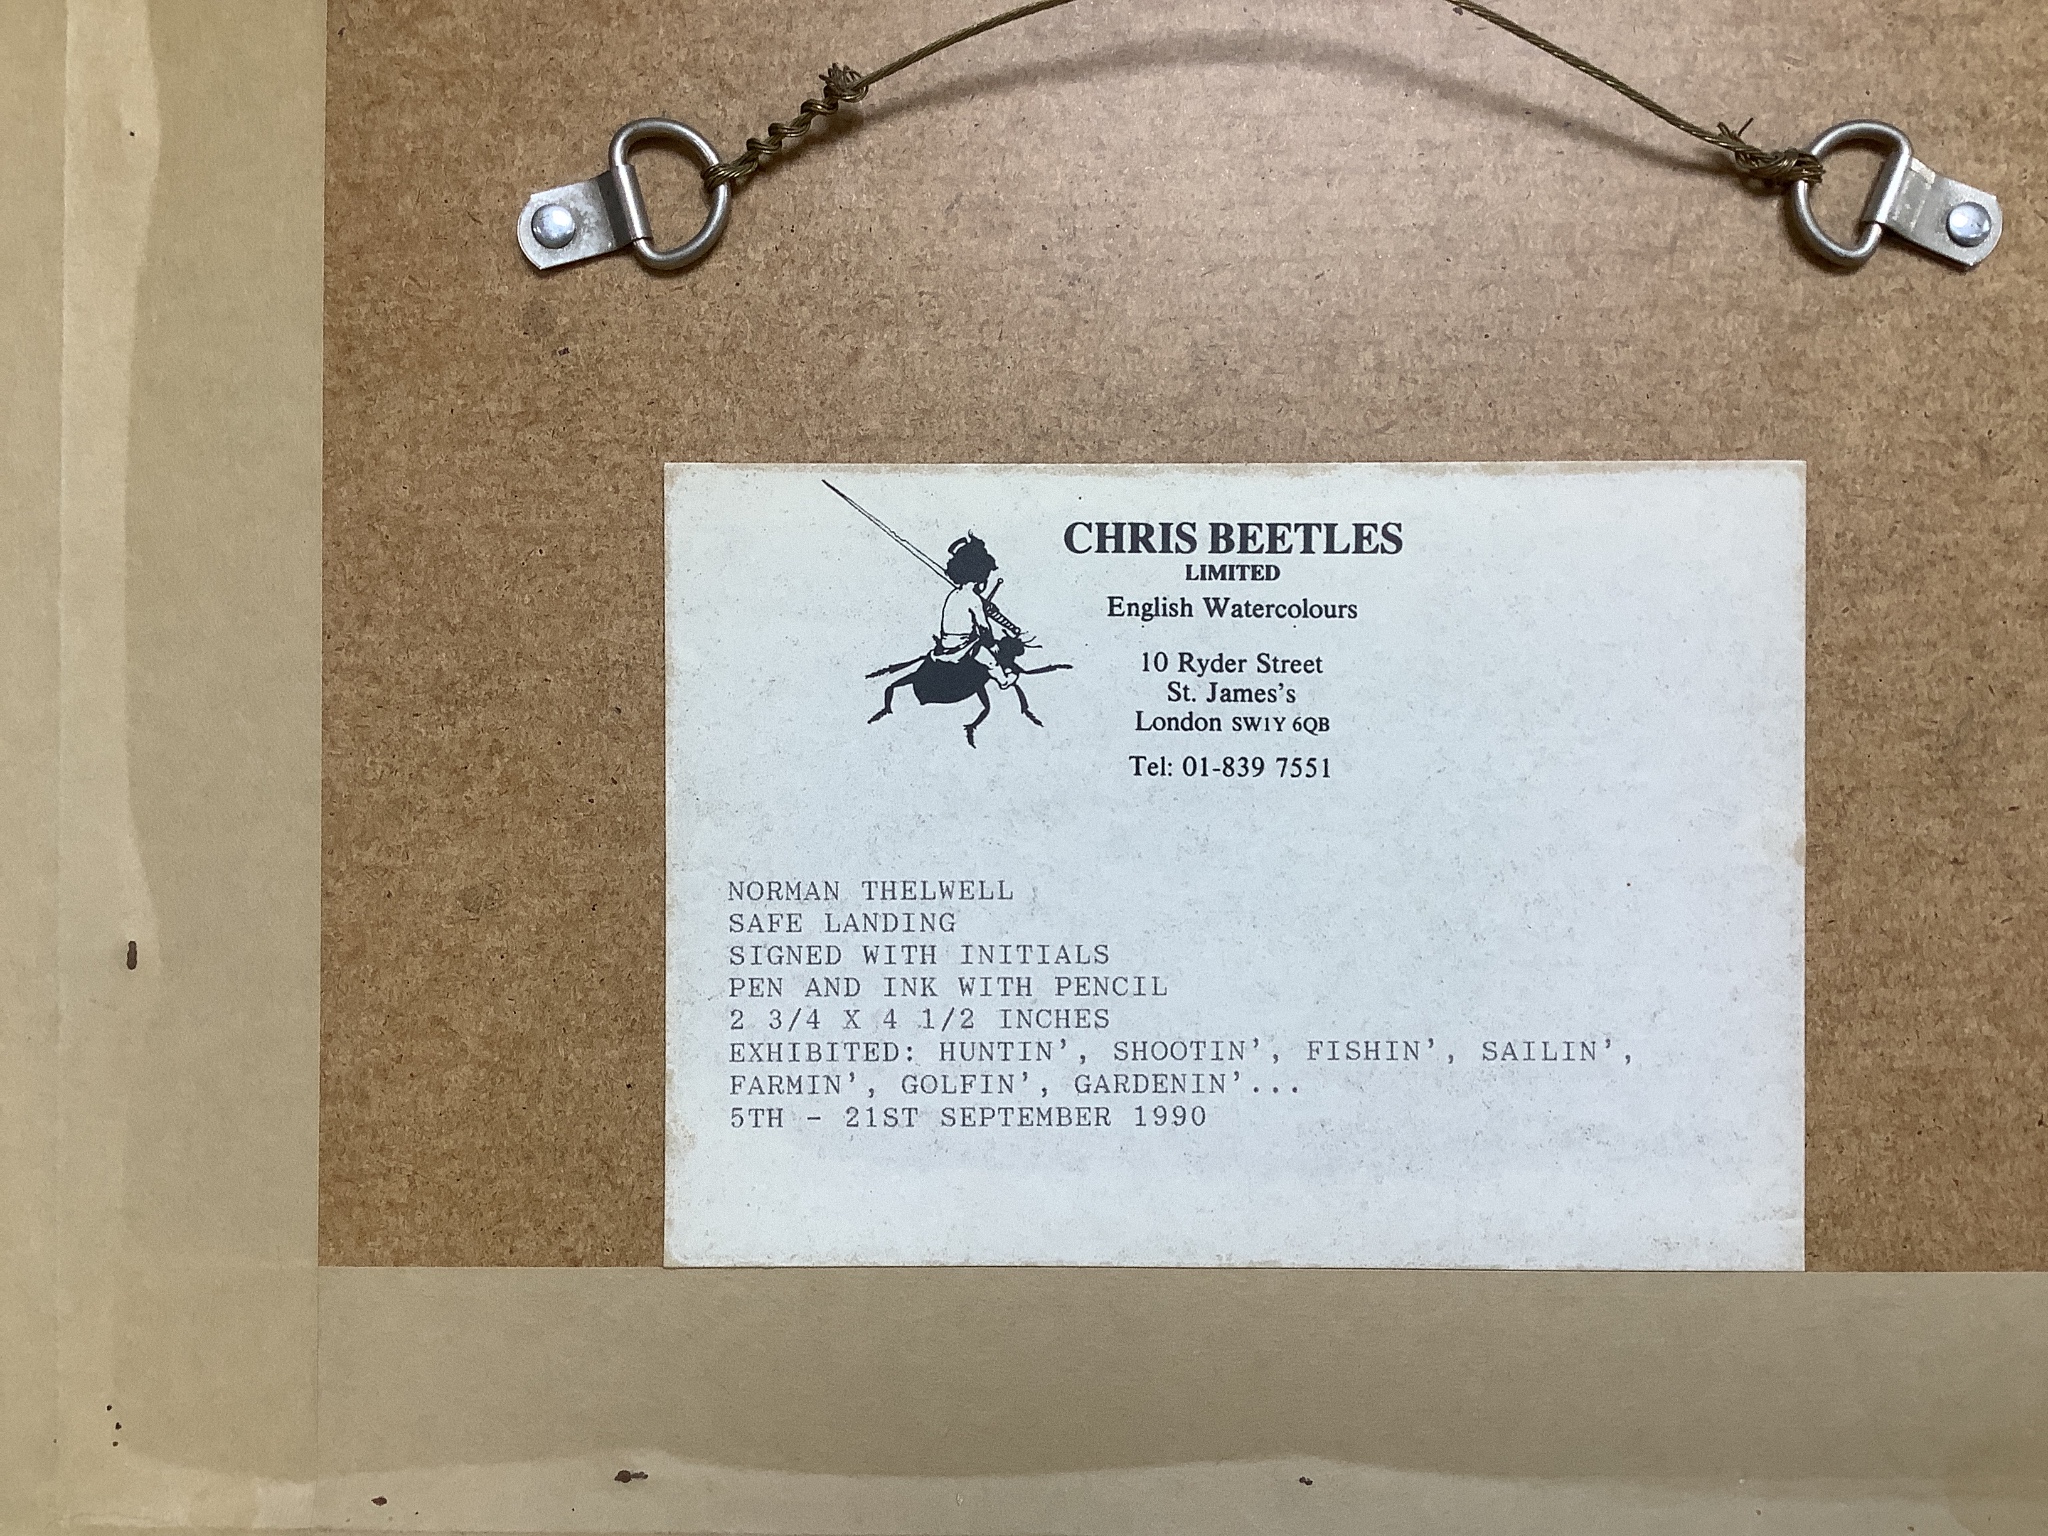 CHRIS BEETLES
LIMITED
English Watercolours
10 Ryder Street
St. James's
London SW1Y 6QB
Tel: 01-839 7551
NORMAN THELWELL
SAFE LANDING
SIGNED WITH INITIALS
PEN AND INK WITH PENCIL
2 3/4 X 4 1/2 INCHES
EXHIBITED: HUNTIN', SHOOTIN', FISHIN', SAILIN',
FARMIN', GOLFIN', GARDENIN'...
5TH - 21ST SEPTEMBER 1990